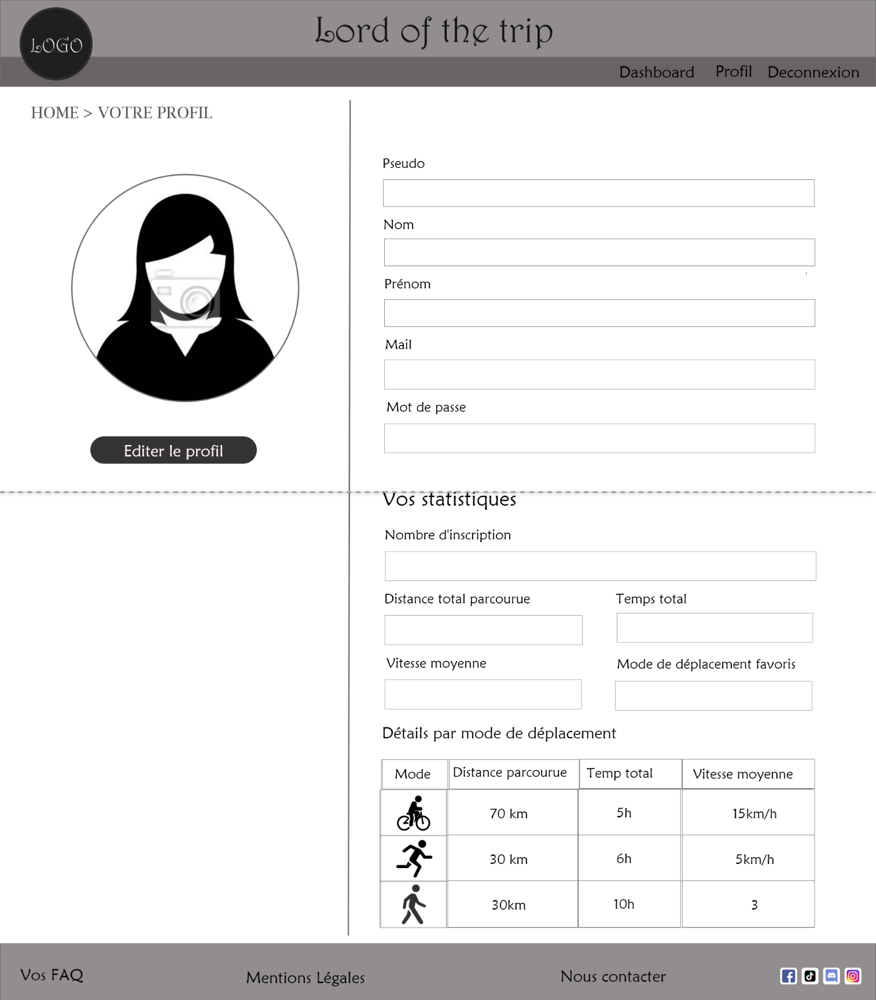 LOGO
Lord of the trip
Dashboard Profil Deconnexion
HOME > VOTRE PROFIL
Editer le profil
Pseudo
Nom
Prénom
Mail
Mot de passe
Vos statistiques
Nombre d'inscription
Distance total parcourue Temps total
Vitesse moyenne Mode de déplacement favoris
Détails par mode de déplacement
Mode Distance parcourue Temp total Vitesse moyenne
70 km 5h 15km/h
30 km 6h 5km/h
30km 10h 3
Vos FAQ Mentions Légales Nous contacter